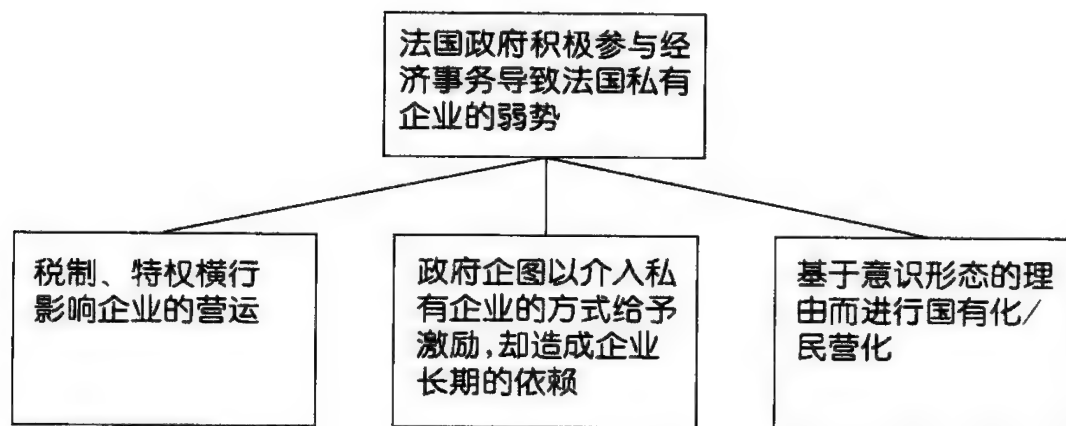 法国政府积极参与经
济事务导致法国私有
企业的弱势
税制、特权横行
影响企业的营运
政府企图以介入私
有企业的方式给予
激励,却造成企业
长期的依赖
基于意识形态的理
由而进行国有化/
民营化